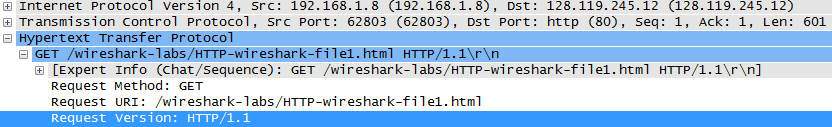 Internet Protocol Version 4, Src: 192.168.1.8 (192.168.1.8), Dst: 128.119.245.12 (128.119.245.12)
Transmission Control Protocol, Src Port: 62803 (62803), Dst Port: http (80), Seq: 1, Ack: 1, Len: 601
Hypertext Transfer Protocol
GET /wireshark-labs/HTTP-wireshark-file1.html HTTP/1.1\r\n
[Expert Info (Chat/Sequence): GET /wireshark-labs/HTTP-wireshark-file1.html HTTP/1.1\r\n]
Request Method: GET
Request URI: /wireshark-labs/HTTP-wireshark-file1.html
Request Version: HTTP/1.1